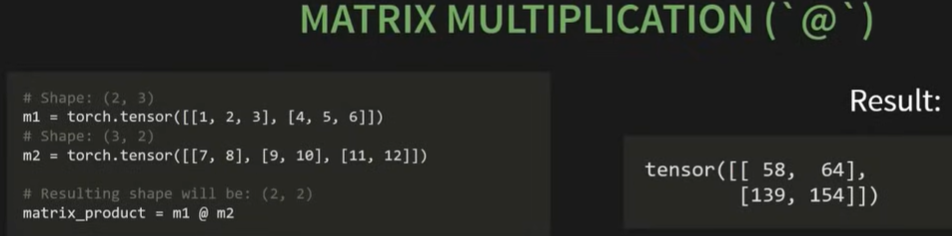 MATRIX MULTIPLICATION (`@`)
# Shape: (2, 3)
m1 = torch.tensor([[1, 2, 3], [4, 5, 6]])
# Shape: (3, 2)
m2 = torch.tensor([[7, 8], [9, 10], [11, 12]])
# Resulting shape will be: (2, 2)
matrix_product = m1 @ m2
Result:
tensor([[ 58,  64],
        [139, 154]])